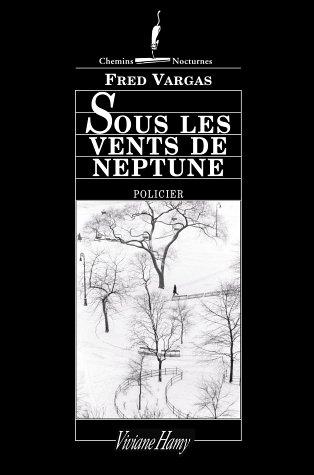 Chemins Nocturnes
FRED VARGAS
SOUS LES
VENTS DE
NEPTUNE
POLICIER
Viviane Hamy